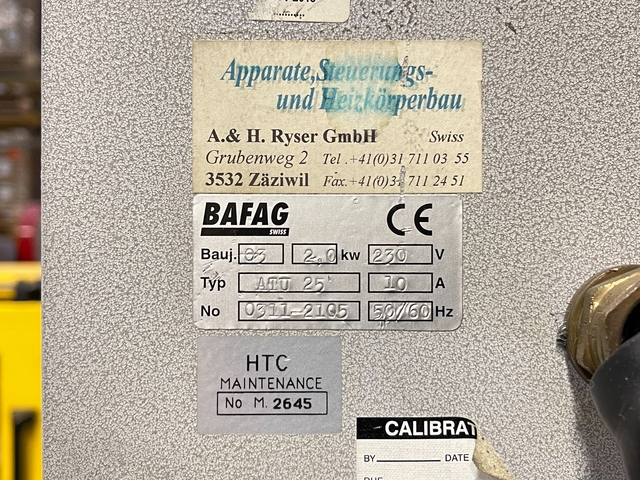 Apparate,Steuerungs-
und Heizkörperbau
A.& H. Ryser GmbH Swiss
Grubenweg 2 Tel .+41(0)31 711 03 55
3532 Zäziwil Fax.+41(0)31 711 24 51
BAFAG CE
SWISS
Bauj. 03 2,0 kw 230 V
Typ ATU 25 10 A
No 0311-2105 50/60 Hz
HTC
MAINTENANCE
No M. 2645
CALIBRAT
BY DATE
DUE